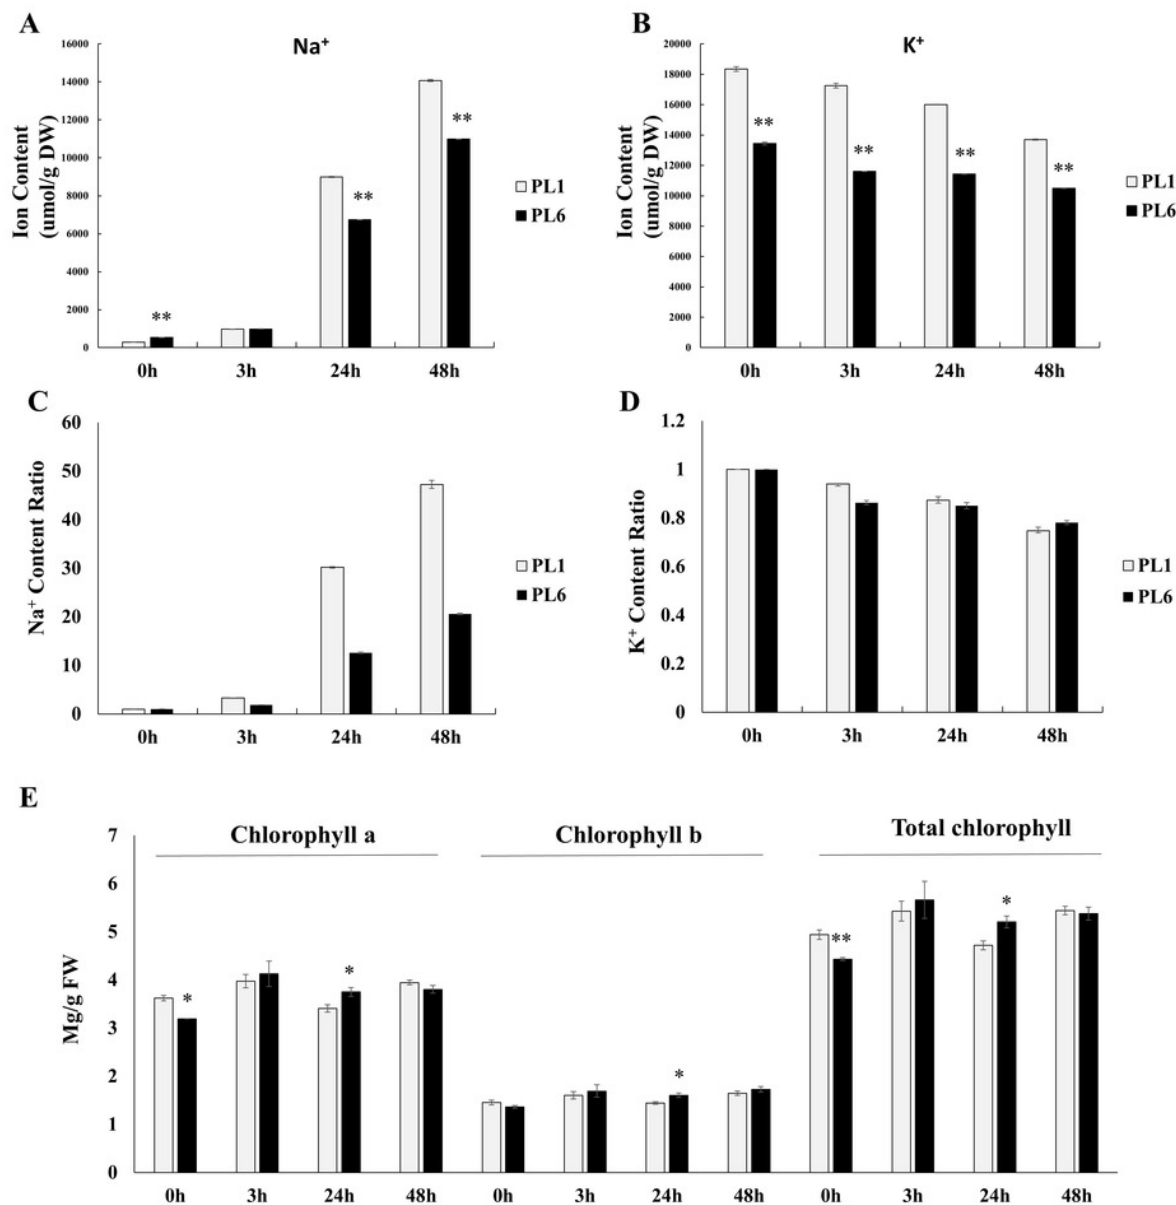 A
Na⁺
16000
14000
12000
10000
8000
6000
4000
2000
0
Ion Content
(umol/g DW)
**
**
**
0h 3h 24h 48h
PL1
PL6
B
K⁺
20000
18000
16000
14000
12000
10000
8000
6000
4000
2000
0
Ion Content
(umol/g DW)
**
**
**
**
0h 3h 24h 48h
PL1
PL6
C
60
50
40
30
20
10
0
Na⁺ Content Ratio
0h 3h 24h 48h
PL1
PL6
D
1.2
1
0.8
0.6
0.4
0.2
0
K⁺ Content Ratio
0h 3h 24h 48h
PL1
PL6
E
Chlorophyll a
Chlorophyll b
Total chlorophyll
7
6
5
4
3
2
1
0
Mg/g FW
*
*
*
**
*
0h 3h 24h 48h 0h 3h 24h 48h 0h 3h 24h 48h